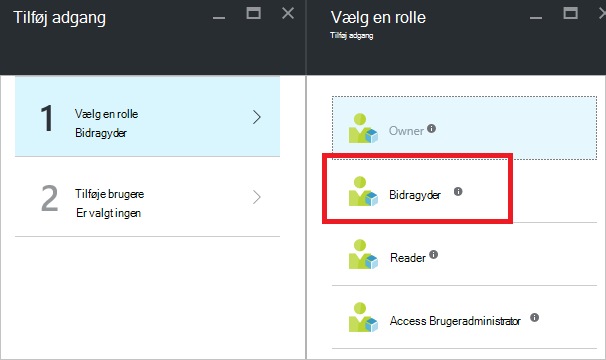 Tilføj adgang
1
Vælg en rolle
Bidragyder
2
Tilføje brugere
Er valgt ingen
Vælg en rolle
Tilføj adgang
Owner
Bidragyder
Reader
Access Brugeradministrator